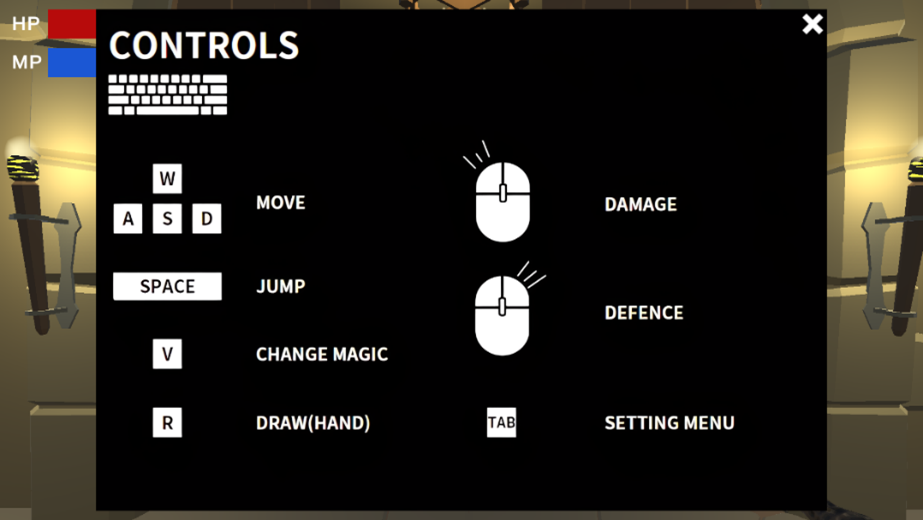 HP
MP
CONTROLS
W
A S D
MOVE
SPACE
JUMP
V
CHANGE MAGIC
R
DRAW(HAND)
DAMAGE
DEFENCE
TAB
SETTING MENU